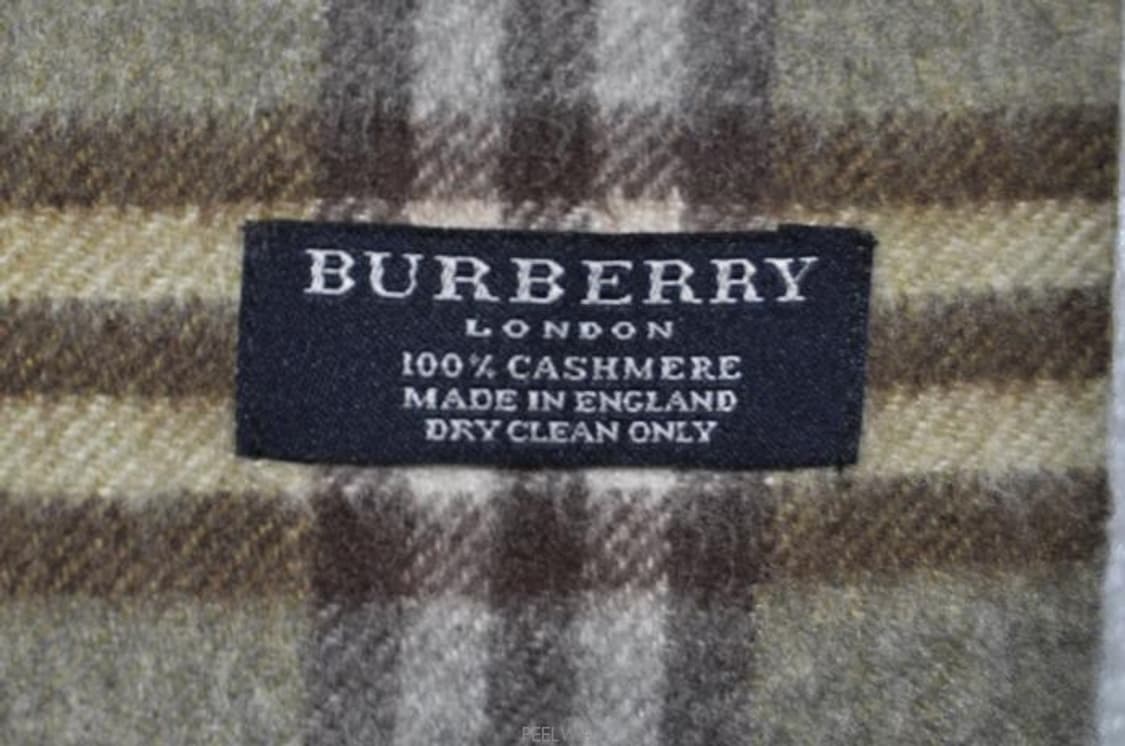 BURBERRY
LONDON
100% CASHMERE
MADE IN ENGLAND
DRY CLEAN ONLY